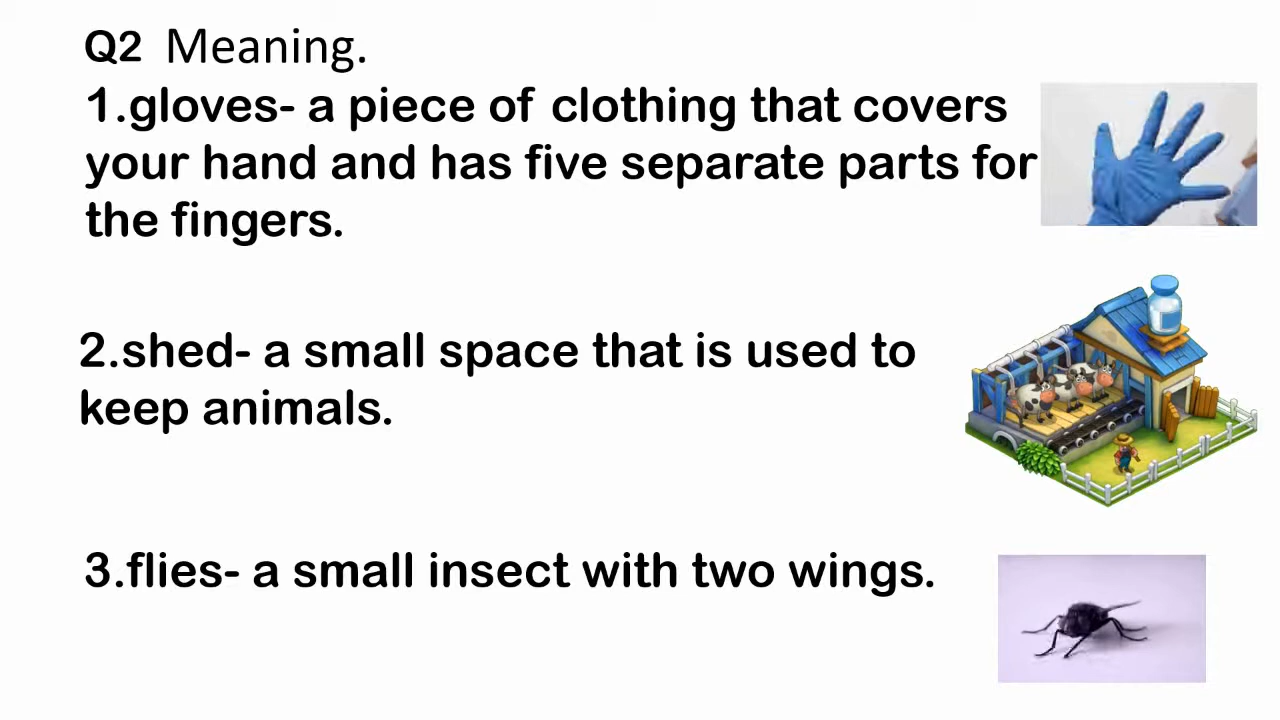 Q2 Meaning.
1.gloves- a piece of clothing that covers
your hand and has five separate parts for
the fingers.
2.shed- a small space that is used to
keep animals.
3.flies- a small insect with two wings.